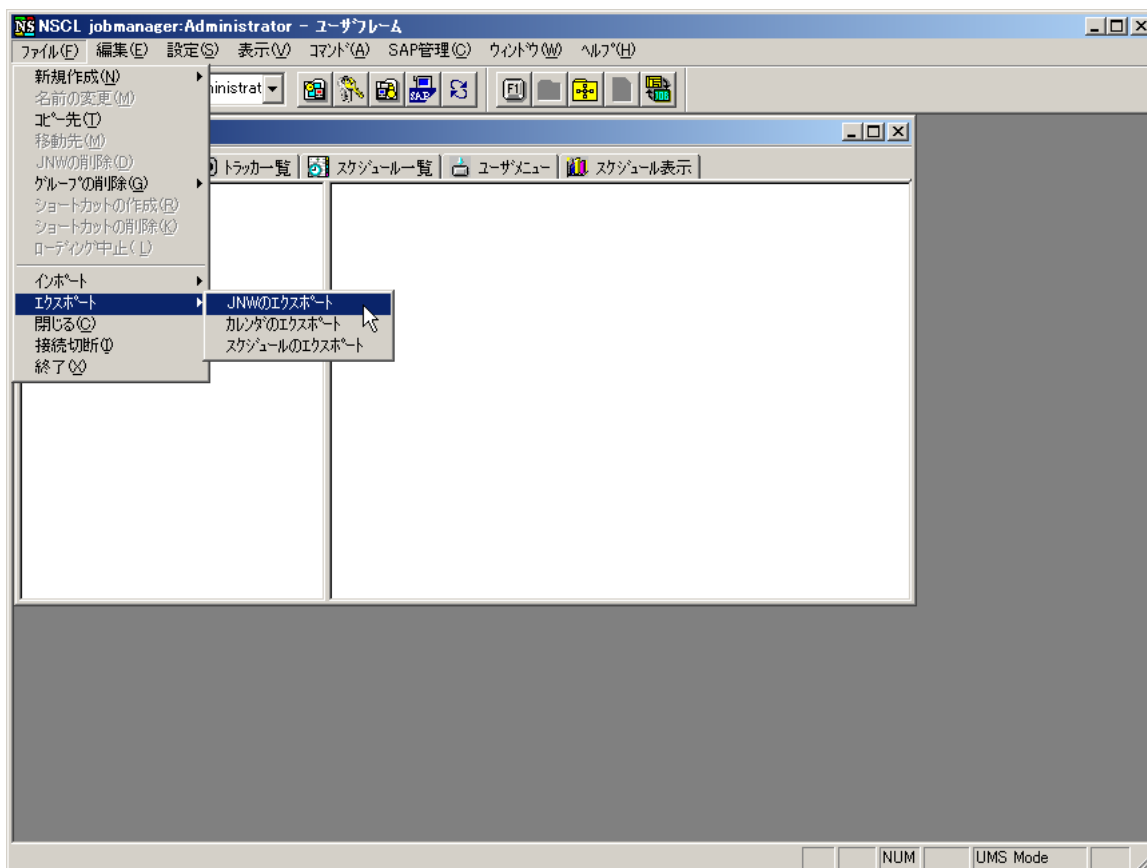 NS NSCL jobmanager:Administrator - ユーザフレーム
ファイル(F) 編集(E) 設定(S) 表示(V) コマンド(A) SAP管理(C) ウィンドウ(W) ヘルプ(H)
inistrat
F1
SAP
トラッカ一覧 スケジュール一覧 ユーザメニュー スケジュール表示
新規作成(N)
名前の変更(M)
コピー先(T)
移動先(M)
JNWの削除(D)
グループの削除(G)
ショートカットの作成(R)
ショートカットの削除(K)
ローディング中止( L)
インポート
エクスポート
閉じる(C)
接続切断(I)
終了(X)
JNWのエクスポート
カレンダのエクスポート
スケジュールのエクスポート
NUM UMS Mode